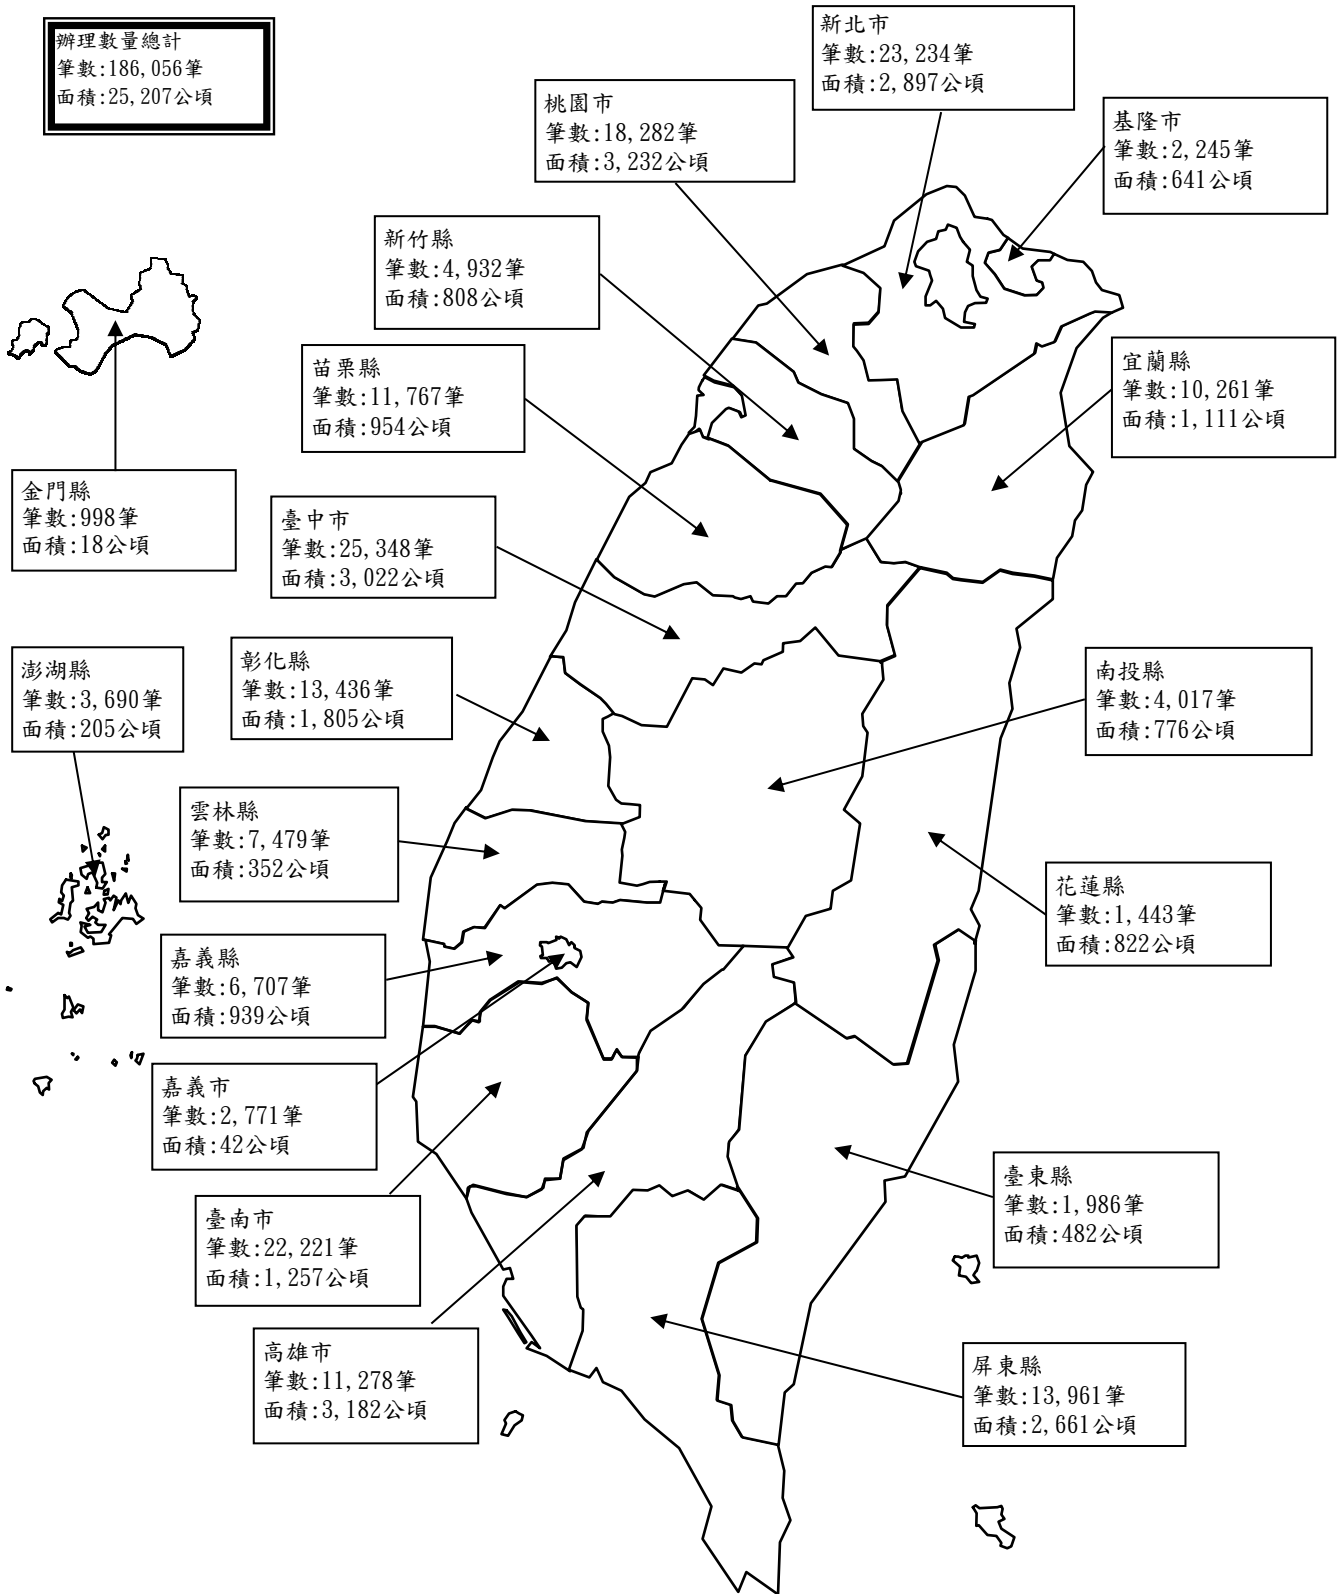 辦理數量總計
筆數:186,056筆
面積:25,207公頃
新北市
筆數:23,234筆
面積:2,897公頃
桃園市
筆數:18,282筆
面積:3,232公頃
基隆市
筆數:2,245筆
面積:641公頃
新竹縣
筆數:4,932筆
面積:808公頃
苗栗縣
筆數:11,767筆
面積:954公頃
宜蘭縣
筆數:10,261筆
面積:1,111公頃
金門縣
筆數:998筆
面積:18公頃
臺中市
筆數:25,348筆
面積:3,022公頃
澎湖縣
筆數:3,690筆
面積:205公頃
彰化縣
筆數:13,436筆
面積:1,805公頃
南投縣
筆數:4,017筆
面積:776公頃
雲林縣
筆數:7,479筆
面積:352公頃
花蓮縣
筆數:1,443筆
面積:822公頃
嘉義縣
筆數:6,707筆
面積:939公頃
嘉義市
筆數:2,771筆
面積:42公頃
臺東縣
筆數:1,986筆
面積:482公頃
臺南市
筆數:22,221筆
面積:1,257公頃
高雄市
筆數:11,278筆
面積:3,182公頃
屏東縣
筆數:13,961筆
面積:2,661公頃